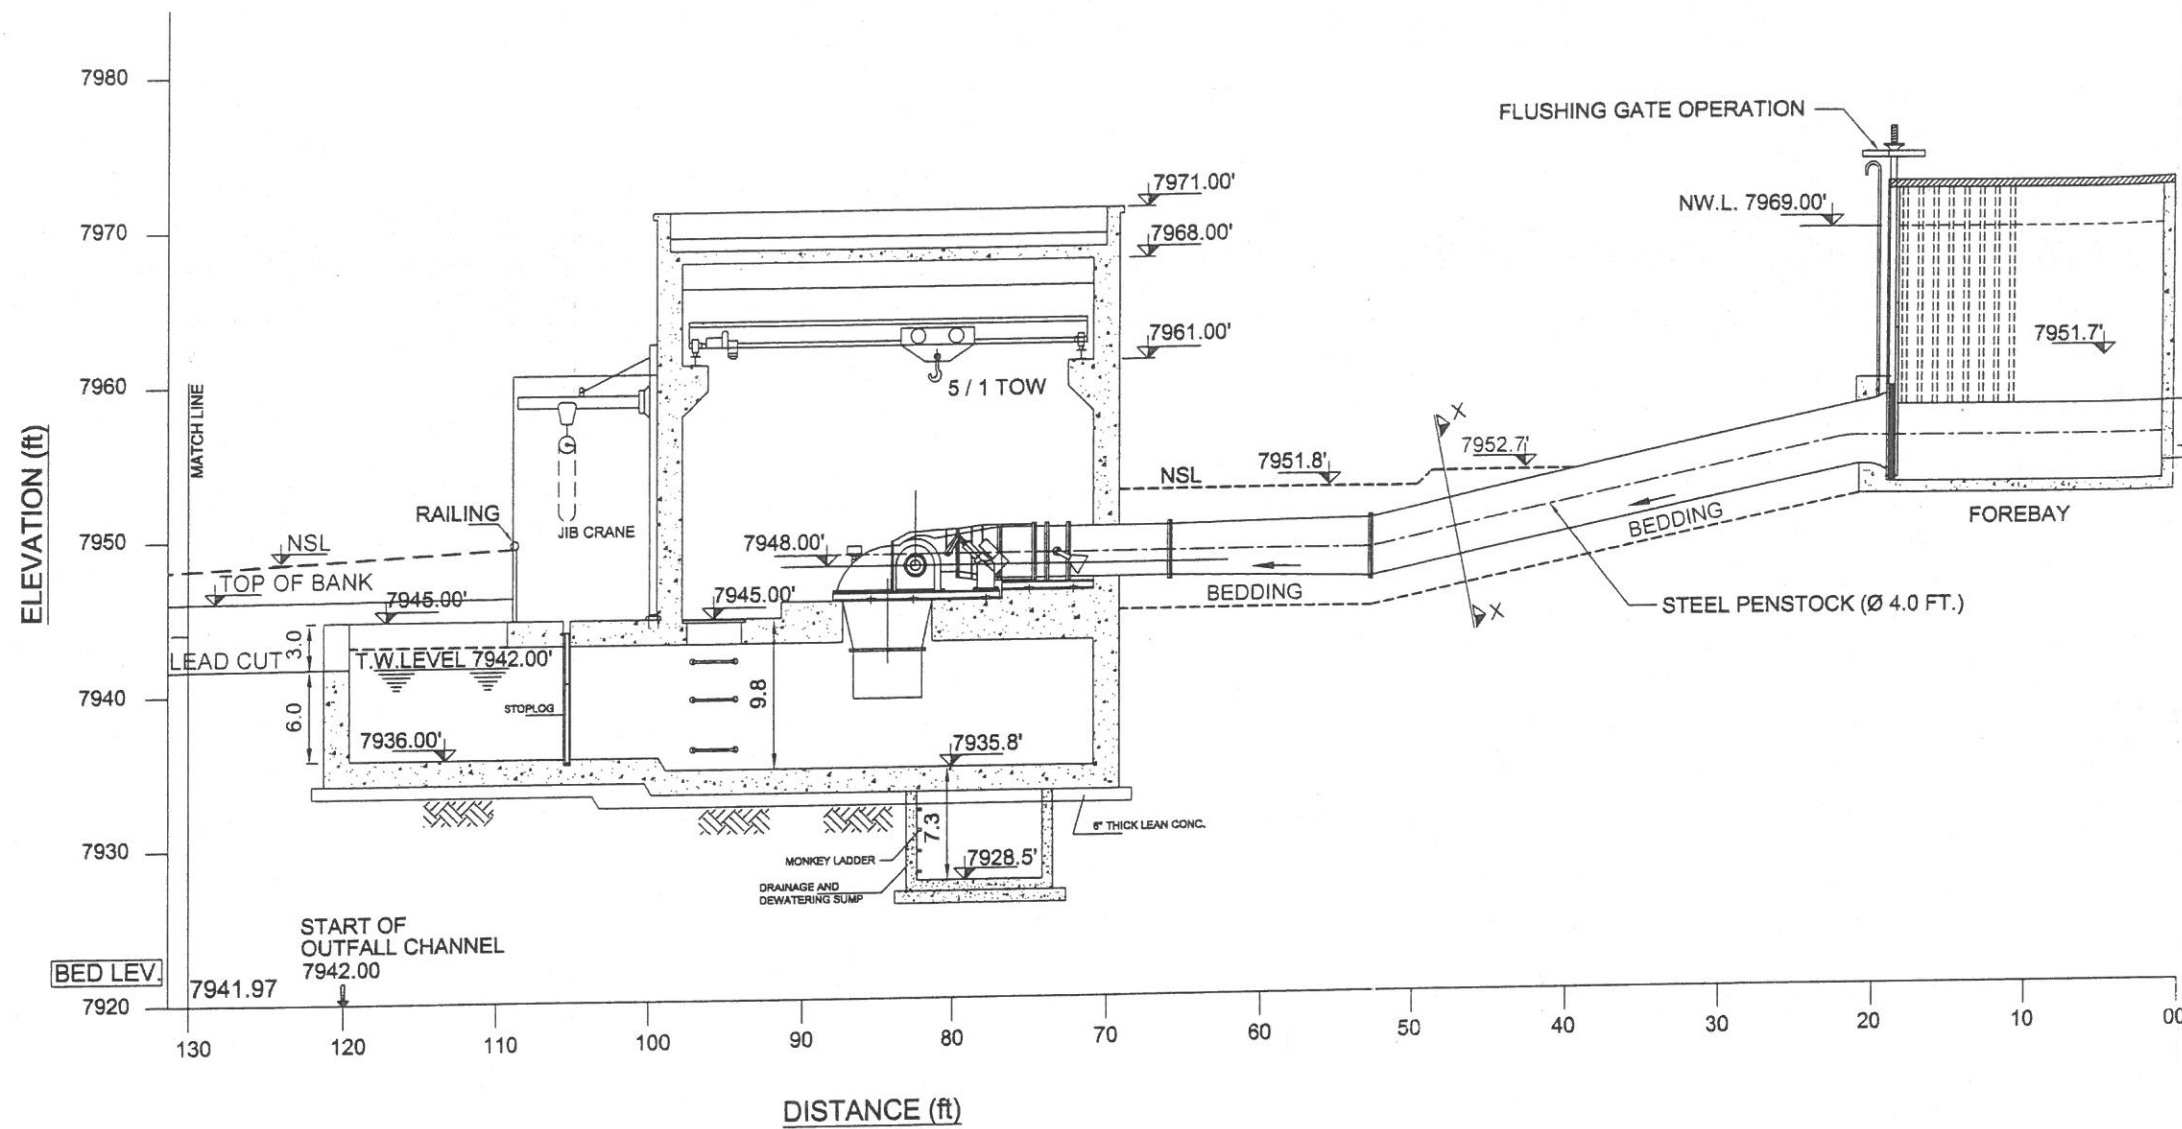 7980
FLUSHING GATE OPERATION
7971.00'
NW.L. 7969.00'
7970
7968.00'
7961.00'
7951.7'
7960
5 / 1 TOW
MATCH LINE
X
7952.7'
7951.8'
NSL
ELEVATION (ft)
RAILING
JIB CRANE
BEDDING
FOREBAY
7950
NSL
7948.00'
TOP OF BANK
7945.00'
7945.00'
BEDDING
STEEL PENSTOCK (Ø 4.0 FT.)
X
3.0
LEAD CUT
T.W.LEVEL 7942.00'
7940
6.0
STOPLOG
9.8
7936.00'
7935.8'
7.3
6" THICK LEAN CONC.
7930
MONKEY LADDER
7928.5'
DRAINAGE AND
DEWATERING SUMP
START OF
OUTFALL CHANNEL
7942.00
BED LEV.
7941.97
7920
130
120
110
100
90
80
70
60
50
40
30
20
10
00
DISTANCE (ft)